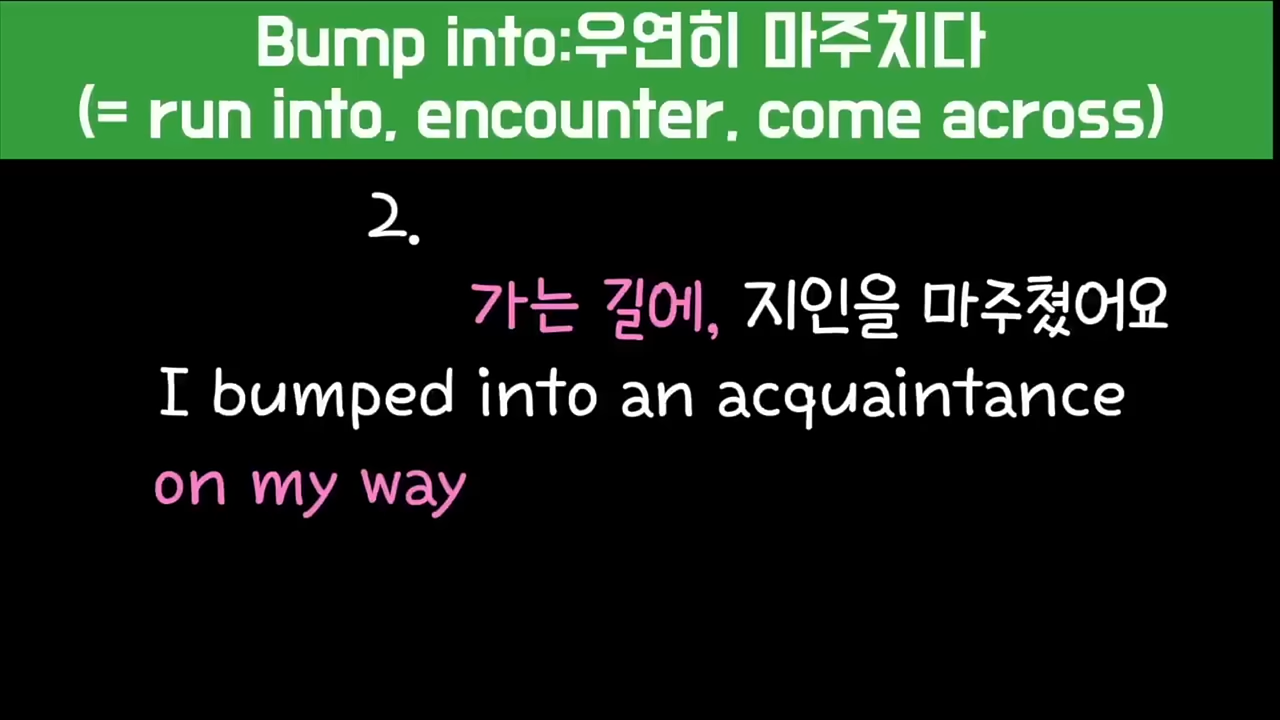 Bump into:우연히 마주치다
(= run into, encounter, come across)
2.
가는 길에, 지인을 마주쳤어요
I bumped into an acquaintance
on my way